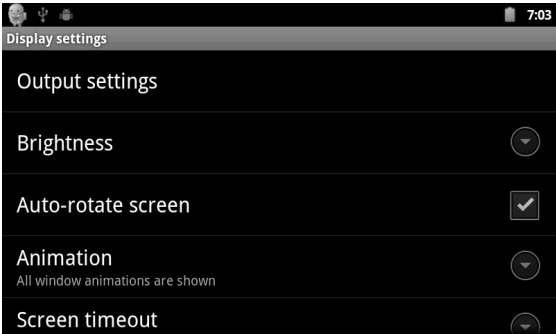 7:03
Display settings
Output settings
Brightness
Auto-rotate screen
Animation
All window animations are shown
Screen timeout